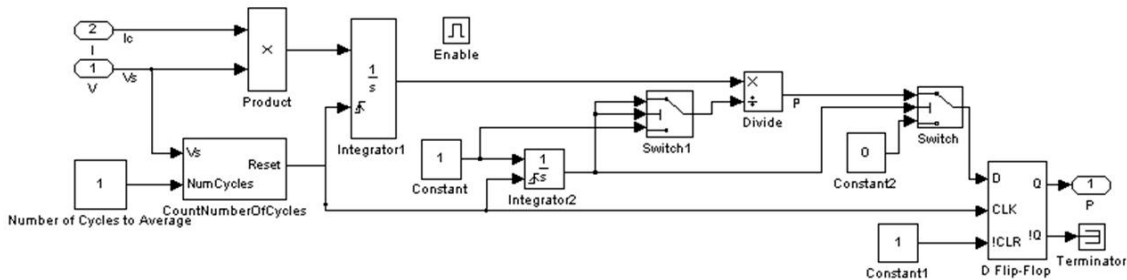 2
I
Ic
1
V
Vs
×
Product
1
s
Integrator1
Enable
Vs
NumCycles
Reset
CountNumberOfCycles
1
Number of Cycles to Average
1
Constant
1
s
Integrator2
Switch1
×
÷
Divide
P
0
Constant2
Switch
1
Constant1
D
CLK
!CLR
Q
!Q
D Flip-Flop
1
P
Terminator